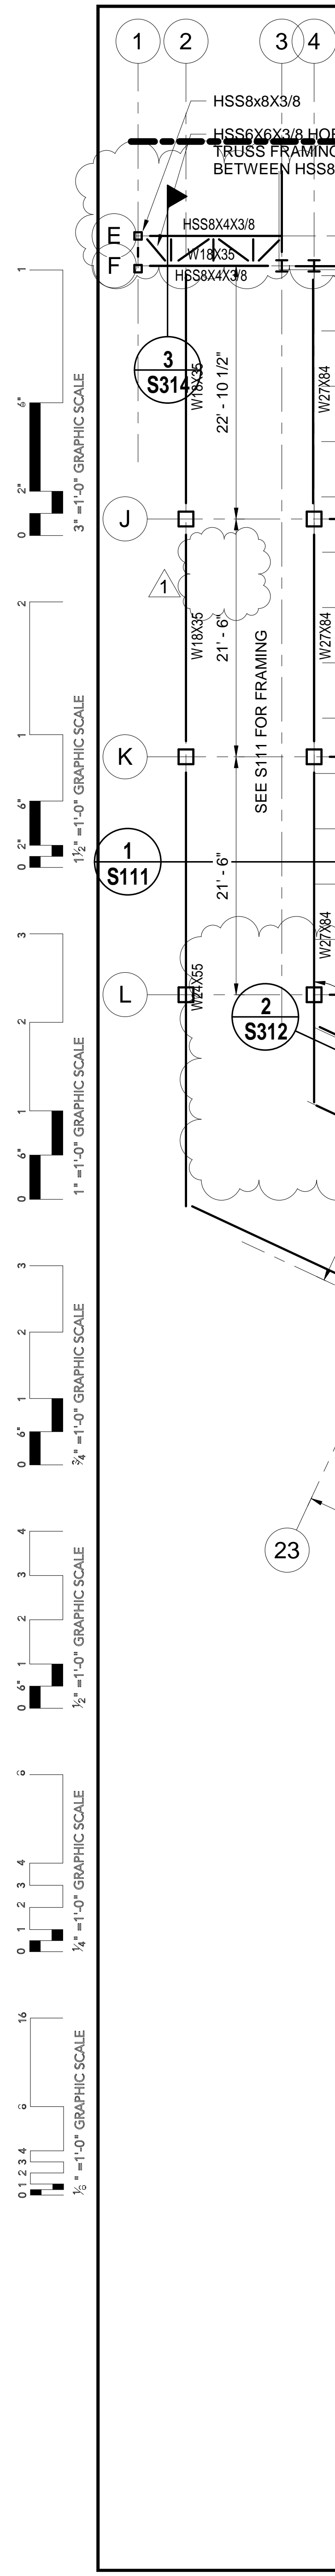 1
2
3
4
HSS8x8X3/8
HSS6X6X3/8
TRUSS FRAMING
BETWEEN
E
HSS8X4X3/8
W18X35
F
HSS8X4X3/8
3
S314
W18X35
22' - 10 1/2"
W27X84
J
1
W18X35
21' - 6"
SEE S111 FOR FRAMING
W27X84
K
1
S111
21' - 6"
W27X84
L
W24X55
2
S312
23
0 2" 6" 1
3" =1'-0" GRAPHIC SCALE
0 2" 6" 1 2
1½" =1'-0" GRAPHIC SCALE
0 6" 1 2 3
1" =1'-0" GRAPHIC SCALE
0 6" 1 2 3
¾" =1'-0" GRAPHIC SCALE
0 6" 1 2 3 4
½" =1'-0" GRAPHIC SCALE
0 1 2 3 4 8
¼" =1'-0" GRAPHIC SCALE
0 1 2 3 4 8 16
⅛" =1'-0" GRAPHIC SCALE